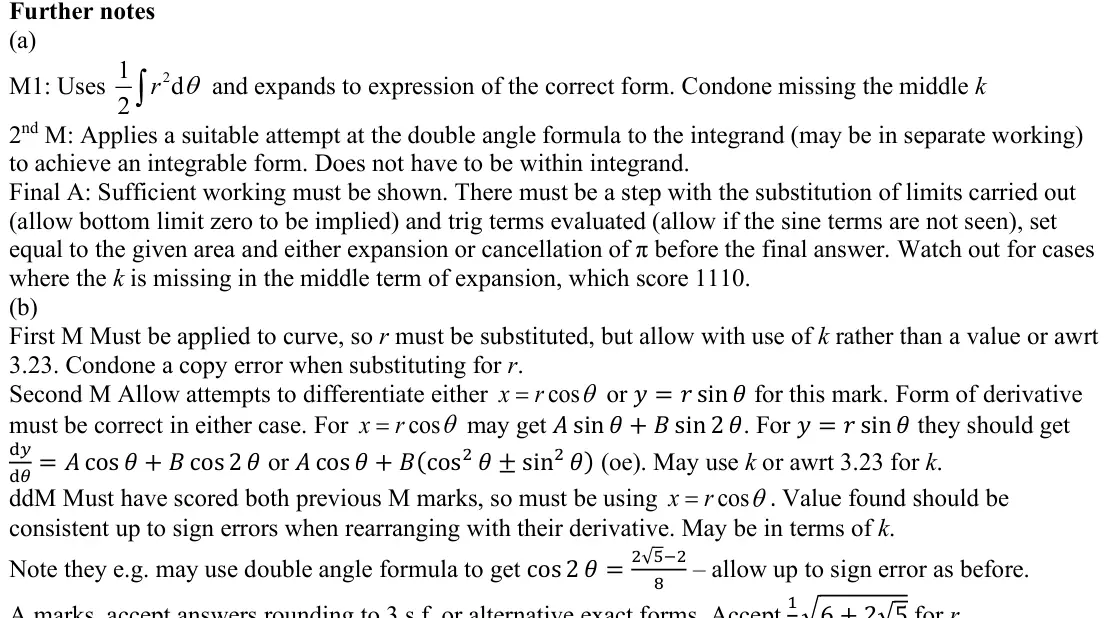 Further notes
(a)
M1: Uses 1/2 ∫ r² dθ and expands to expression of the correct form. Condone missing the middle k
2nd M: Applies a suitable attempt at the double angle formula to the integrand (may be in separate working)
to achieve an integrable form. Does not have to be within integrand.
Final A: Sufficient working must be shown. There must be a step with the substitution of limits carried out
(allow bottom limit zero to be implied) and trig terms evaluated (allow if the sine terms are not seen), set
equal to the given area and either expansion or cancellation of π before the final answer. Watch out for cases
where the k is missing in the middle term of expansion, which score 1110.
(b)
First M Must be applied to curve, so r must be substituted, but allow with use of k rather than a value or awrt
3.23. Condone a copy error when substituting for r.
Second M Allow attempts to differentiate either x = r cos θ or y = r sin θ for this mark. Form of derivative
must be correct in either case. For x = r cos θ may get A sin θ + B sin 2 θ. For y = r sin θ they should get
dy/dθ = A cos θ + B cos 2 θ or A cos θ + B(cos² θ ± sin² θ) (oe). May use k or awrt 3.23 for k.
ddM Must have scored both previous M marks, so must be using x = r cos θ. Value found should be
consistent up to sign errors when rearranging with their derivative. May be in terms of k.
Note they e.g. may use double angle formula to get cos 2 θ = (2√5−2)/8 – allow up to sign error as before.
A marks, accept answers rounding to 3 s.f. or alternative exact forms. Accept